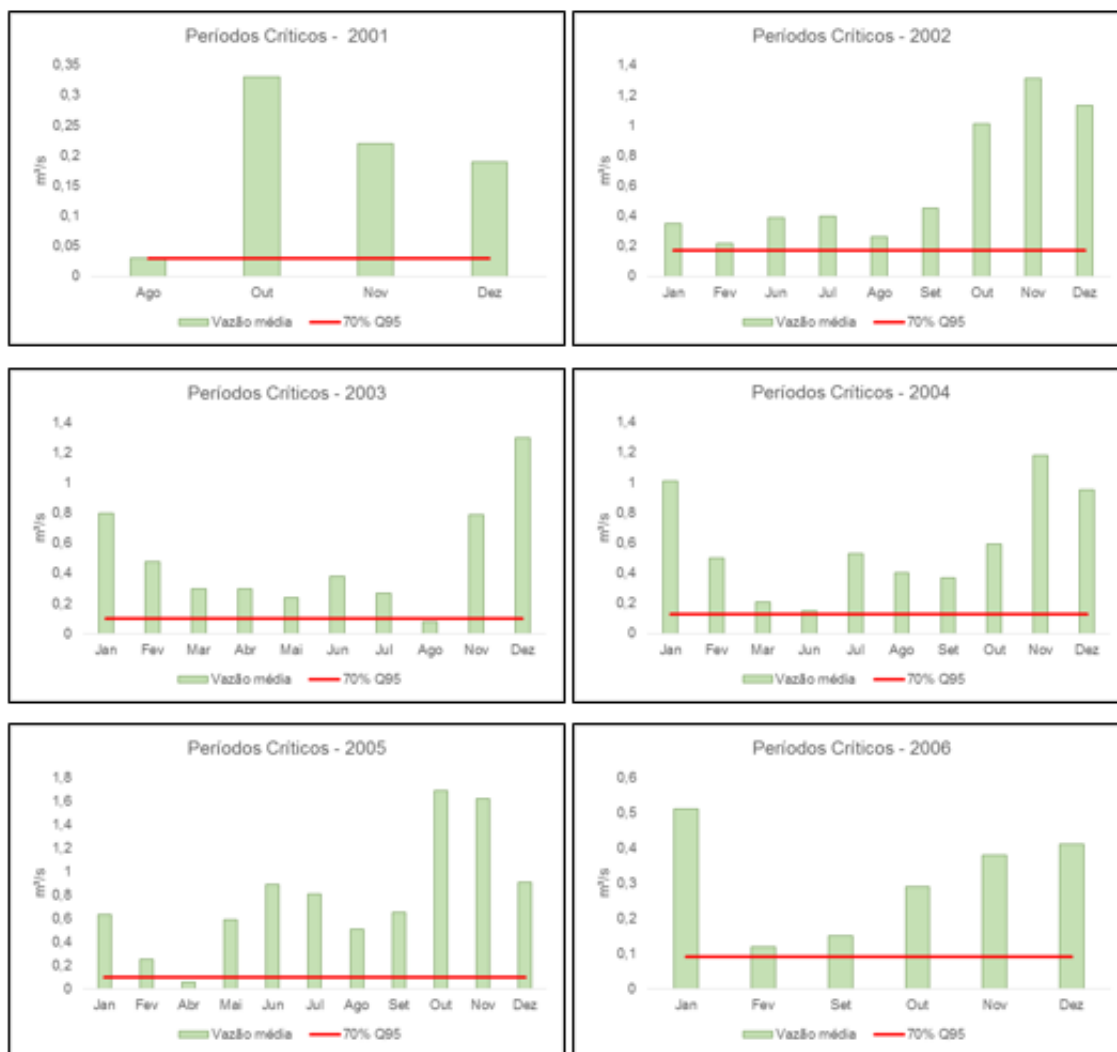 Períodos Críticos - 2001
m³/s
0,35
0,3
0,25
0,2
0,15
0,1
0,05
0
Ago Out Nov Dez
Vazão média 70% Q95
Períodos Críticos - 2002
m³/s
1,4
1,2
1
0,8
0,6
0,4
0,2
0
Jan Fev Jun Jul Ago Set Out Nov Dez
Vazão média 70% Q95
Períodos Críticos - 2003
m³/s
1,4
1,2
1
0,8
0,6
0,4
0,2
0
Jan Fev Mar Abr Mai Jun Jul Ago Nov Dez
Vazão média 70% Q95
Períodos Críticos - 2004
m³/s
1,4
1,2
1
0,8
0,6
0,4
0,2
0
Jan Fev Mar Jun Jul Ago Set Out Nov Dez
Vazão média 70% Q95
Períodos Críticos - 2005
m³/s
1,8
1,6
1,4
1,2
1
0,8
0,6
0,4
0,2
0
Jan Fev Abr Mai Jun Jul Ago Set Out Nov Dez
Vazão média 70% Q95
Períodos Críticos - 2006
m³/s
0,6
0,5
0,4
0,3
0,2
0,1
0
Jan Fev Set Out Nov Dez
Vazão média 70% Q95